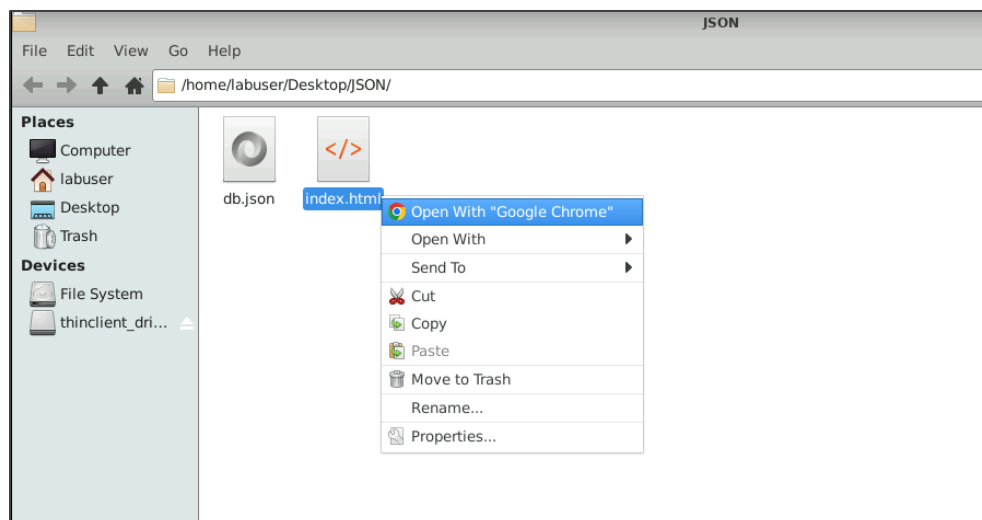 JSON
File Edit View Go Help
/home/labuser/Desktop/JSON/
Places
Computer
labuser
Desktop
Trash
Devices
File System
thinclient_dri...
</>
db.json
index.html
Open With "Google Chrome"
Open With
Send To
Cut
Copy
Paste
Move to Trash
Rename...
Properties...